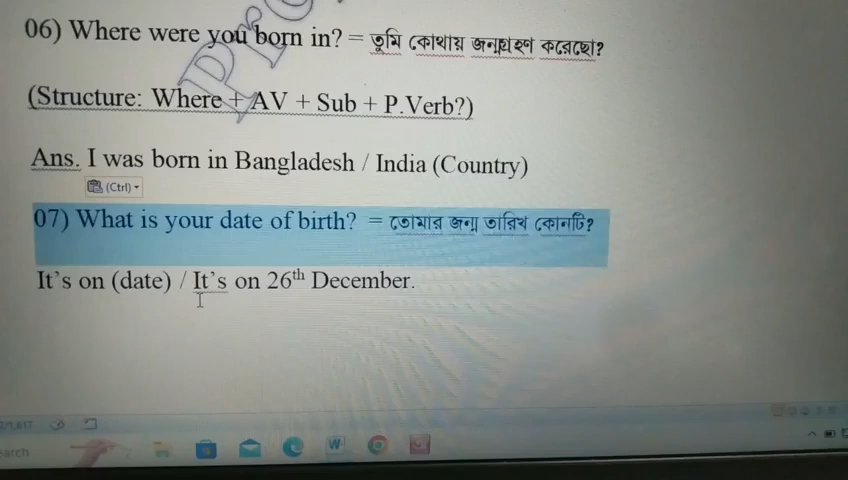 06) Where were you born in? = তুমি কোথায় জন্মগ্রহণ করেছো?
(Structure: Where + AV + Sub + P.Verb?)
Ans. I was born in Bangladesh / India (Country)
(Ctrl)
07) What is your date of birth? = তোমার জন্ম তারিখ কোনটি?
It's on (date) / It's on 26th December.